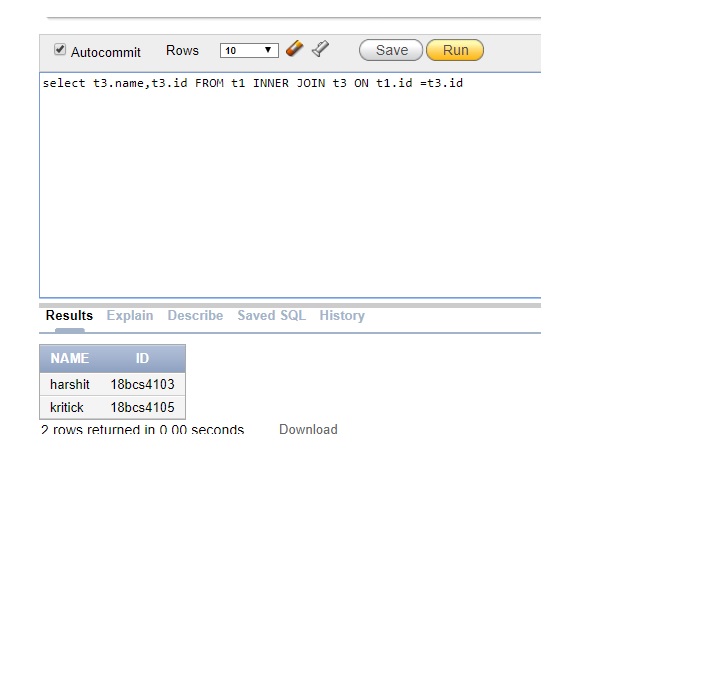 Autocommit Rows 10 Save Run
select t3.name,t3.id FROM t1 INNER JOIN t3 ON t1.id =t3.id
Results Explain Describe Saved SQL History
NAME ID
harshit 18bcs4103
kritick 18bcs4105
2 rows returned in 0.00 seconds Download